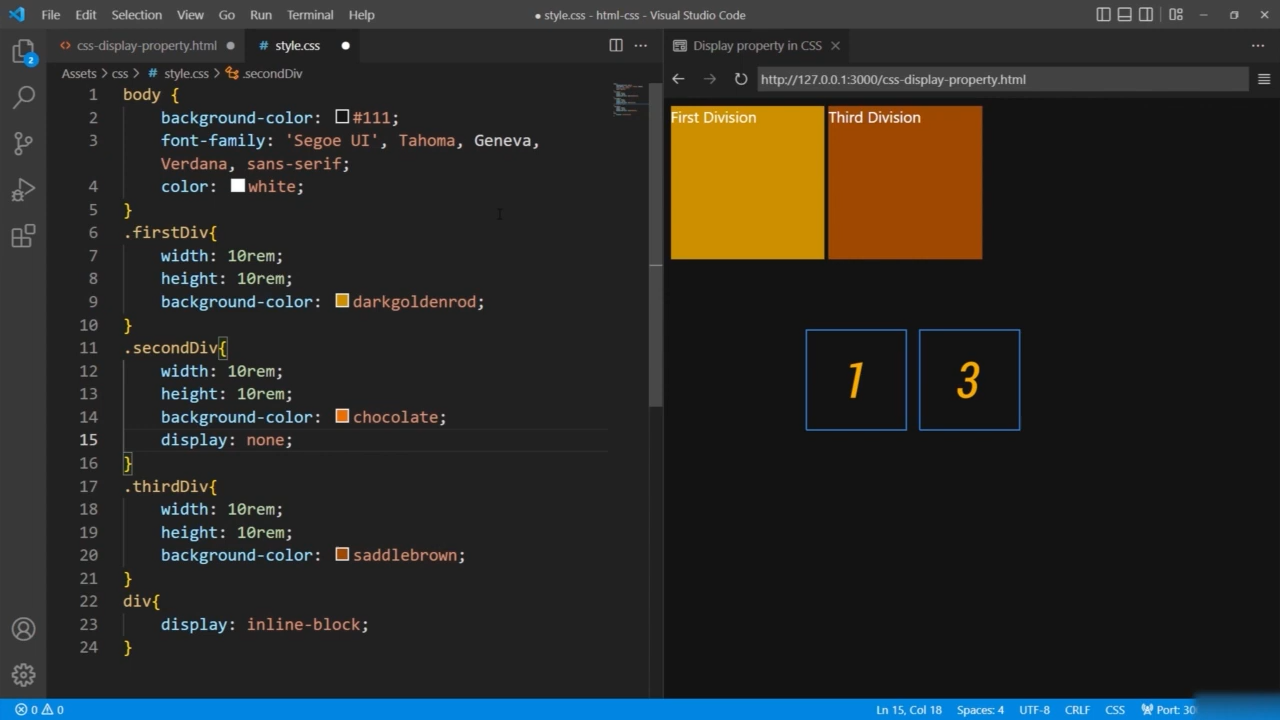 File Edit Selection View Go Run Terminal Help
● style.css - html-css - Visual Studio Code
<> css-display-property.html ●
# style.css ●
Display property in CSS ×
2
Assets > css > # style.css > .secondDiv
http://127.0.0.1:3000/css-display-property.html
1 body {
2 background-color: #111;
3 font-family: 'Segoe UI', Tahoma, Geneva,
Verdana, sans-serif;
4 color: white;
5 }
6 .firstDiv{
7 width: 10rem;
8 height: 10rem;
9 background-color: darkgoldenrod;
10 }
11 .secondDiv{
12 width: 10rem;
13 height: 10rem;
14 background-color: chocolate;
15 display: none;
16 }
17 .thirdDiv{
18 width: 10rem;
19 height: 10rem;
20 background-color: saddlebrown;
21 }
22 div{
23 display: inline-block;
24 }
First Division
Third Division
1
3
0 0
Ln 15, Col 18 Spaces: 4 UTF-8 CRLF CSS Port: 30